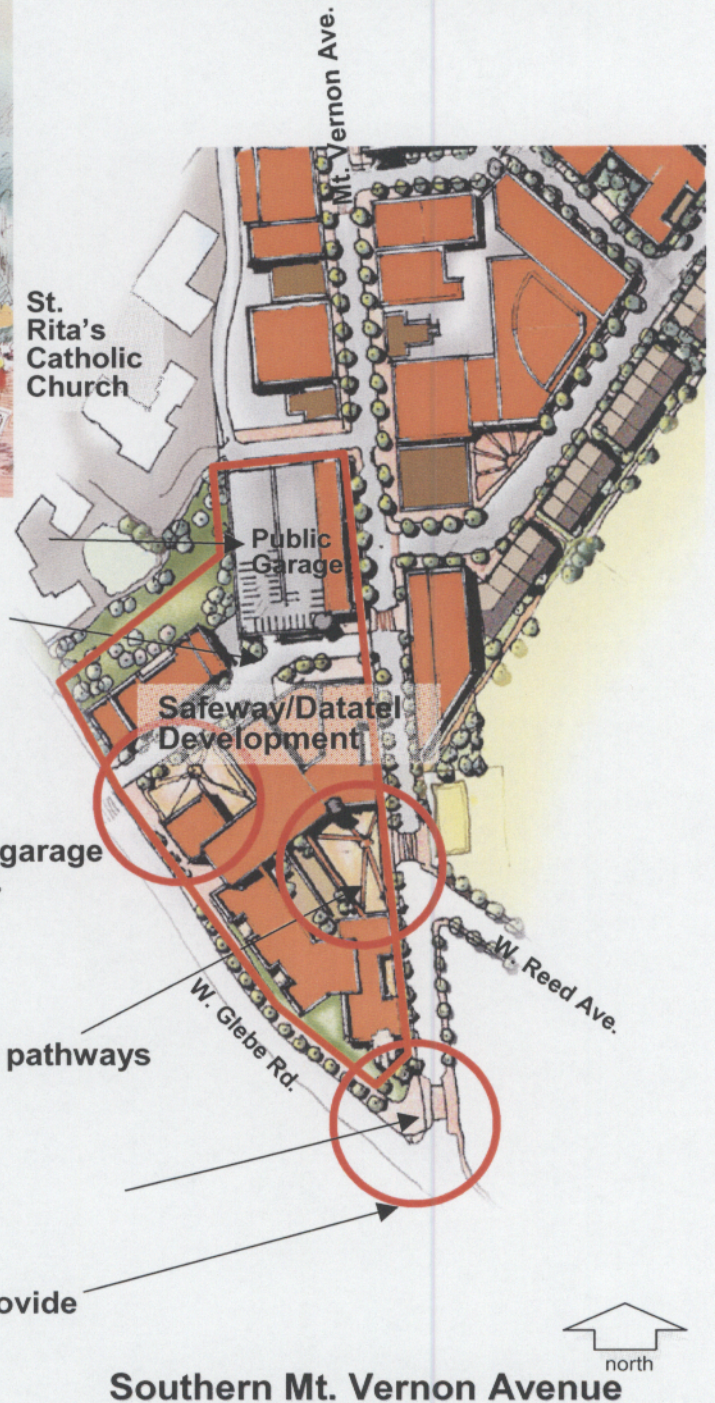 Mt. Vernon Ave.
St.
Rita's
Catholic
Church
Public
Garage
Safeway/Datatel
Development
garage
W. Reed Ave.
W. Glebe Rd.
pathways
ovide
north
Southern Mt. Vernon Avenue